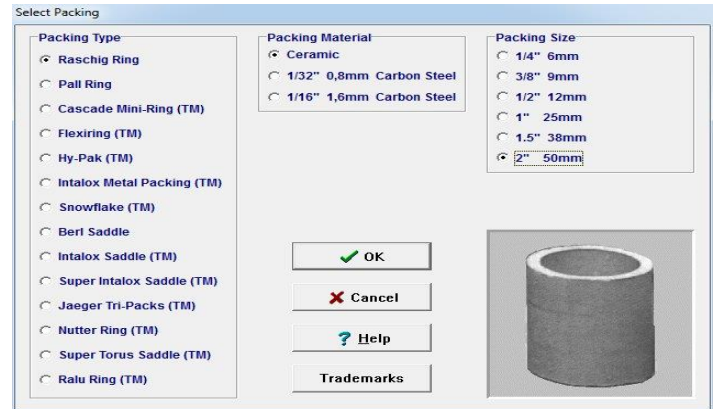 Select Packing
Packing Type
Raschig Ring
Pall Ring
Cascade Mini-Ring (TM)
Flexiring (TM)
Hy-Pak (TM)
Intalox Metal Packing (TM)
Snowflake (TM)
Berl Saddle
Intalox Saddle (TM)
Super Intalox Saddle (TM)
Jaeger Tri-Packs (TM)
Nutter Ring (TM)
Super Torus Saddle (TM)
Ralu Ring (TM)
Packing Material
Ceramic
1/32" 0,8mm Carbon Steel
1/16" 1,6mm Carbon Steel
Packing Size
1/4" 6mm
3/8" 9mm
1/2" 12mm
1" 25mm
1.5" 38mm
2" 50mm
OK
Cancel
Help
Trademarks